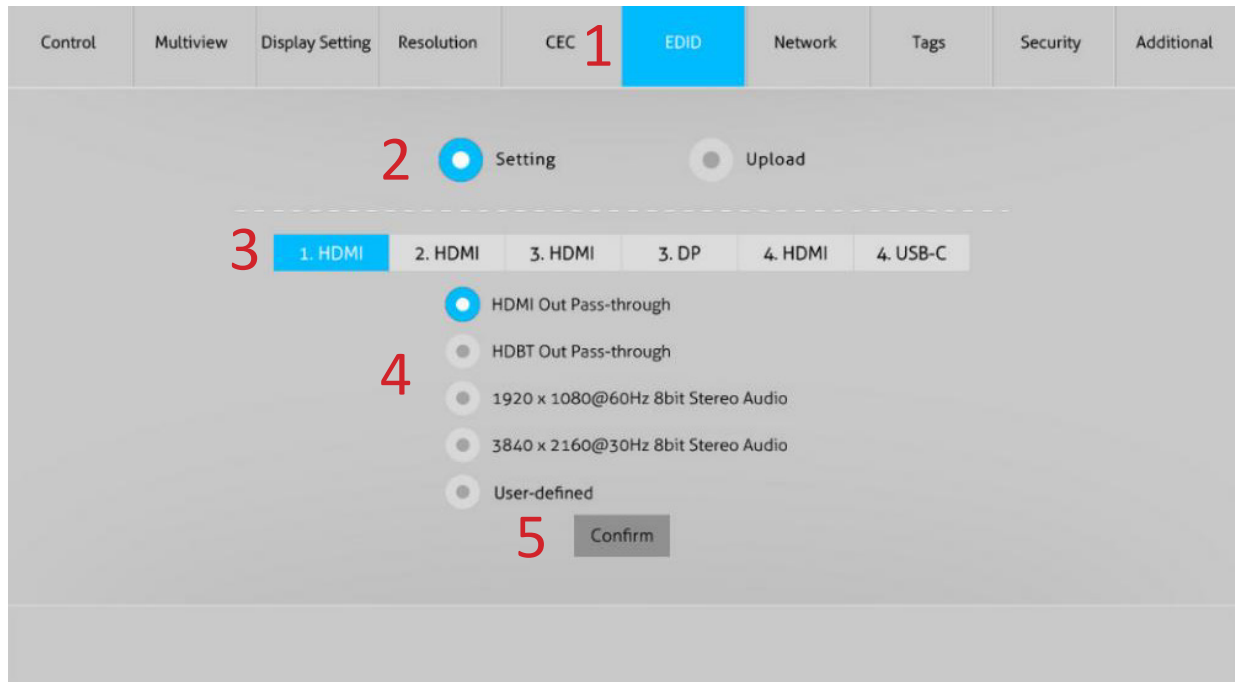 Control Multiview Display Setting Resolution CEC 1 EDID Network Tags Security Additional
2 Setting Upload
3 1. HDMI 2. HDMI 3. HDMI 3. DP 4. HDMI 4. USB-C
HDMI Out Pass-through
HDBT Out Pass-through
4 1920 x 1080@60Hz 8bit Stereo Audio
3840 x 2160@30Hz 8bit Stereo Audio
User-defined
5 Confirm